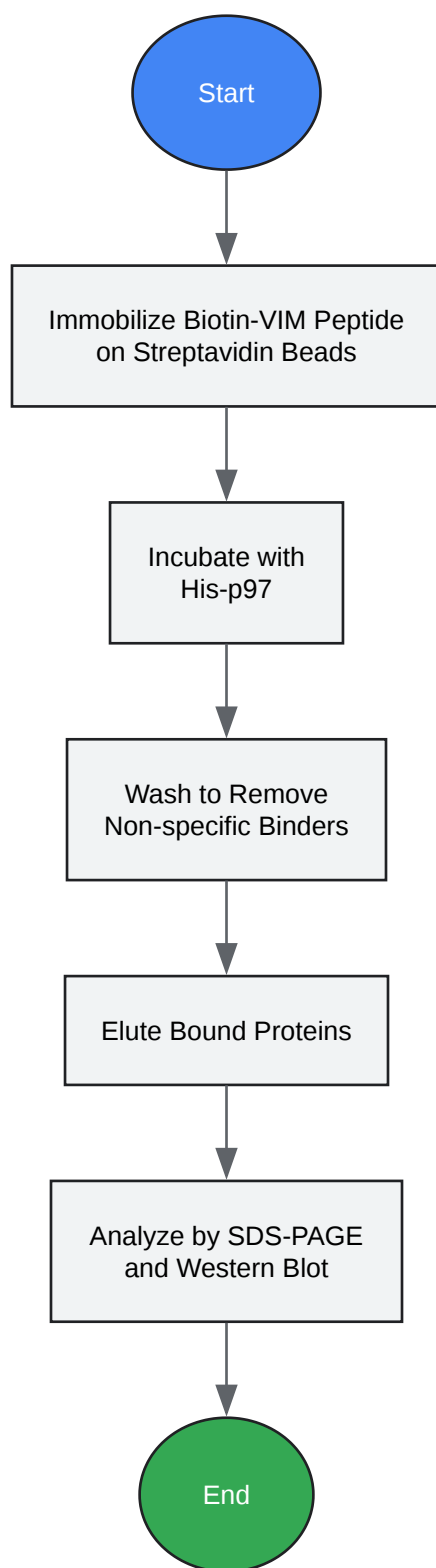 Start
Immobilize Biotin-VIM Peptide
on Streptavidin Beads
Incubate with
His-p97
Wash to Remove
Non-specific Binders
Elute Bound Proteins
Analyze by SDS-PAGE
and Western Blot
End